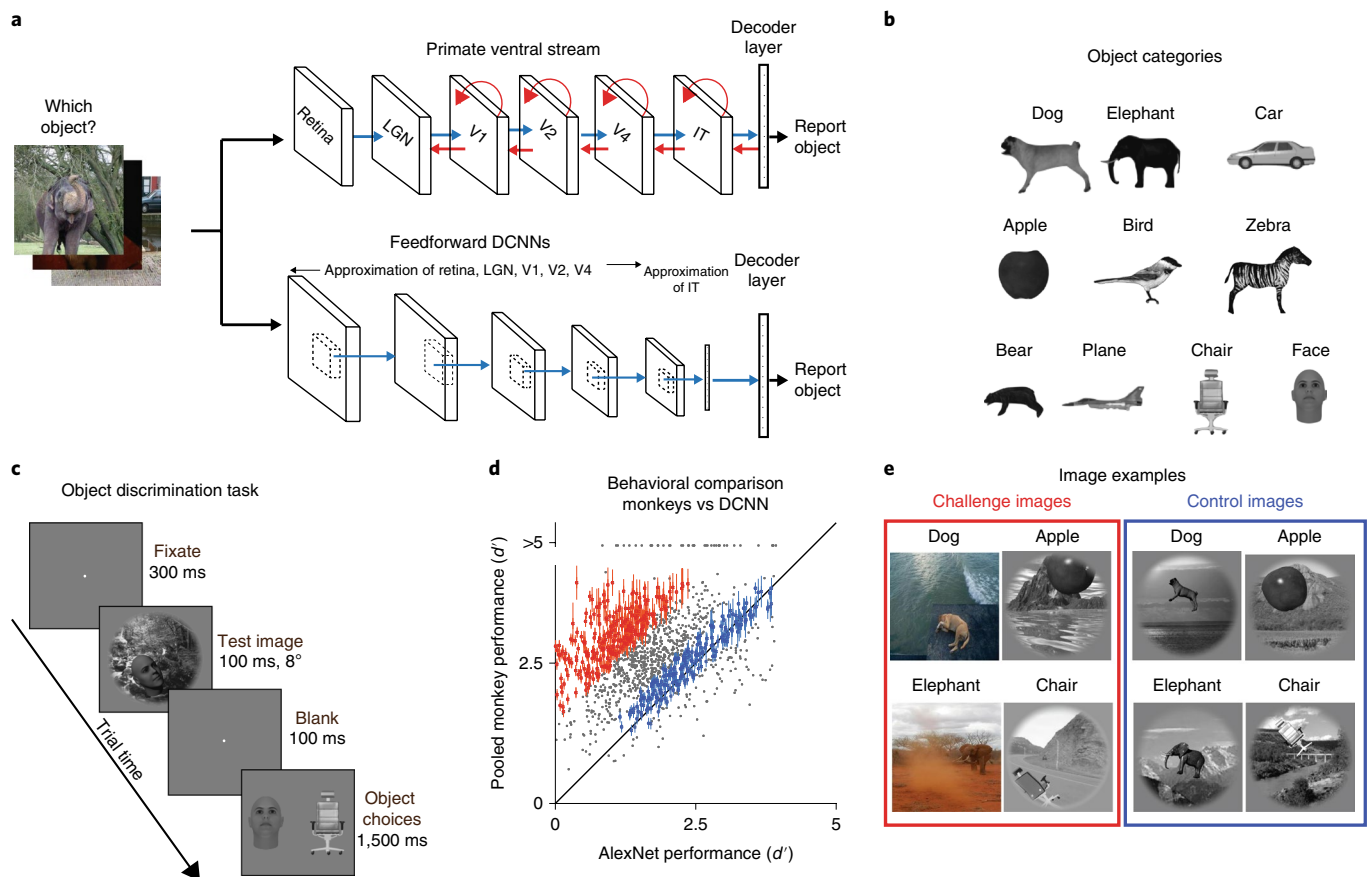 a
Primate ventral stream
Decoder
layer
Which
object?
Retina
LGN
V1
V2
V4
IT
Report
object
Feedforward DCNNs
Approximation of retina, LGN, V1, V2, V4
Approximation
of IT
Decoder
layer
Report
object
b
Object categories
Dog Elephant Car
Apple Bird Zebra
Bear Plane Chair Face
c
Object discrimination task
Fixate
300 ms
Test image
100 ms, 8°
Blank
100 ms
Object
choices
1,500 ms
Trial time
d
Behavioral comparison
monkeys vs DCNN
Pooled monkey performance (d′)
>5
2.5
0
0 2.5 5
AlexNet performance (d′)
e
Image examples
Challenge images
Control images
Dog Apple
Dog Apple
Elephant Chair
Elephant Chair